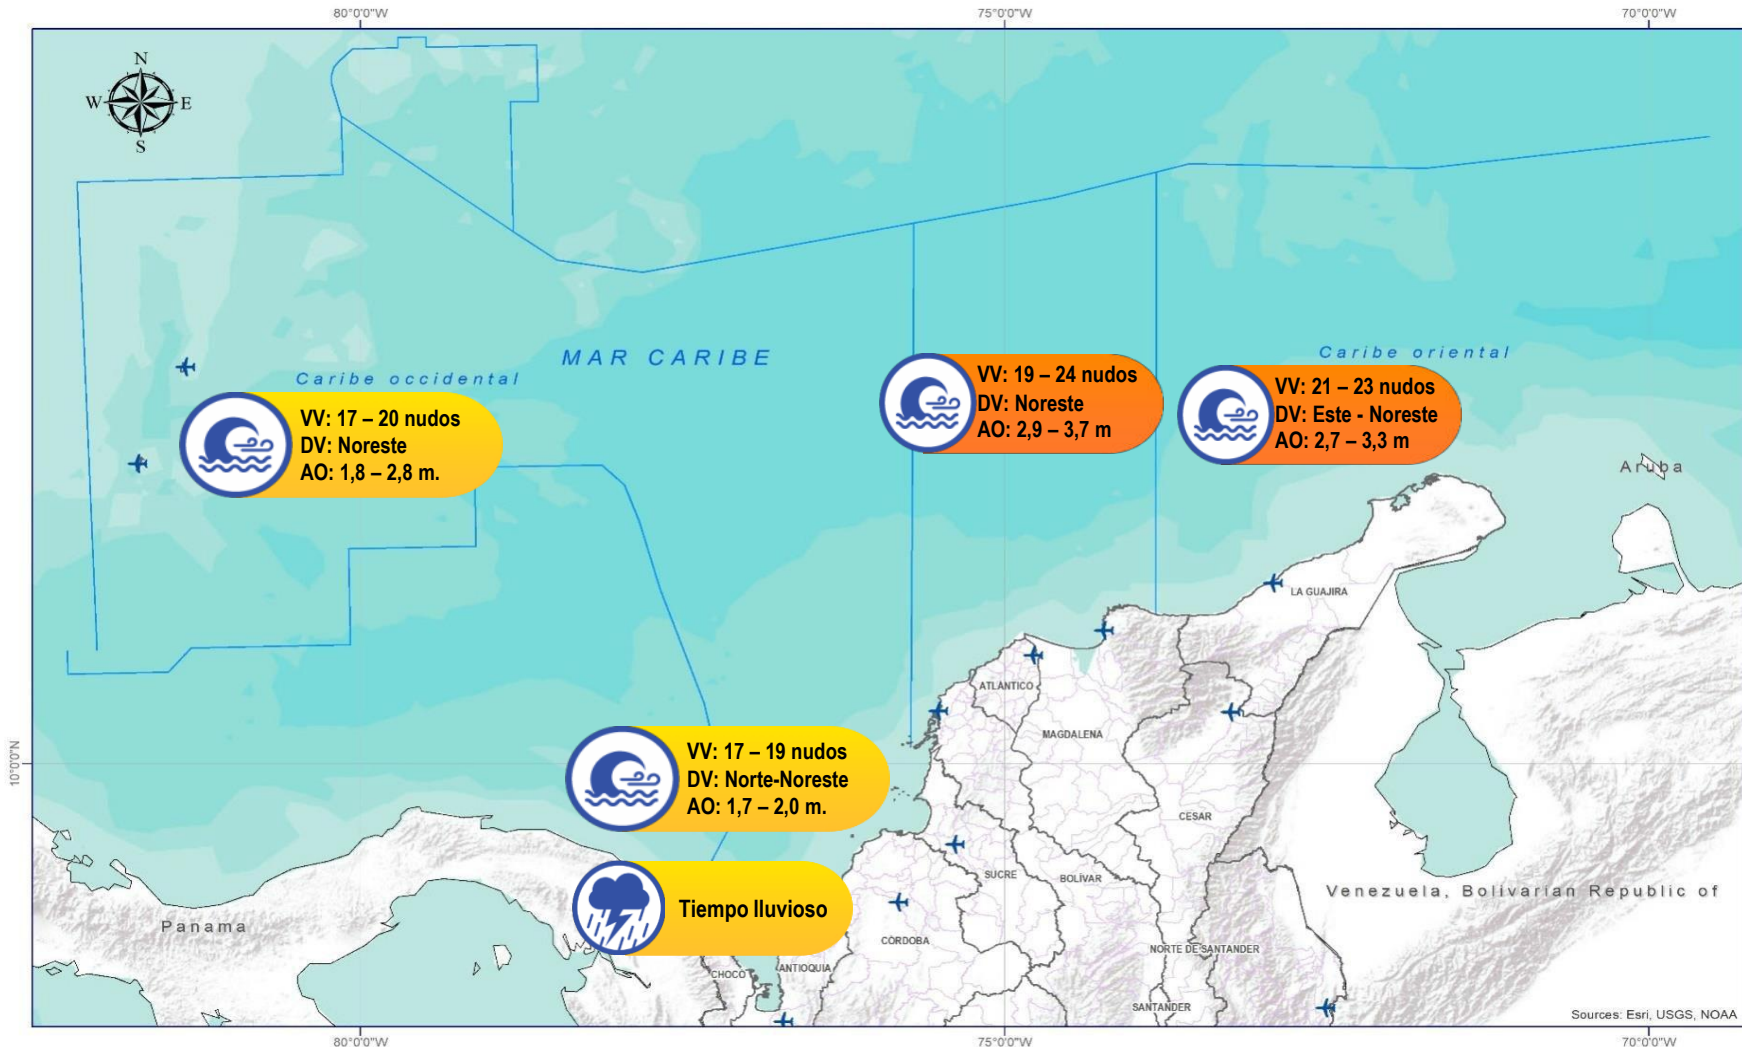 80°0'0"W
75°0'0"W
70°0'0"W
N
W
E
S
MAR CARIBE
Caribe occidental
Caribe oriental
VV: 19 – 24 nudos
DV: Noreste
AO: 2,9 – 3,7 m
VV: 21 – 23 nudos
DV: Este - Noreste
AO: 2,7 – 3,3 m
VV: 17 – 20 nudos
DV: Noreste
AO: 1,8 – 2,8 m.
Aruba
LA GUAJIRA
ATLÁNTICO
MAGDALENA
10°0'0"N
VV: 17 – 19 nudos
DV: Norte-Noreste
AO: 1,7 – 2,0 m.
CESAR
SUCRE
BOLÍVAR
Venezuela, Bolivarian Republic of
Tiempo lluvioso
Panama
CÓRDOBA
NORTE DE SANTANDER
CHOCÓ
ANTIOQUIA
SANTANDER
Sources: Esri, USGS, NOAA
80°0'0"W
75°0'0"W
70°0'0"W